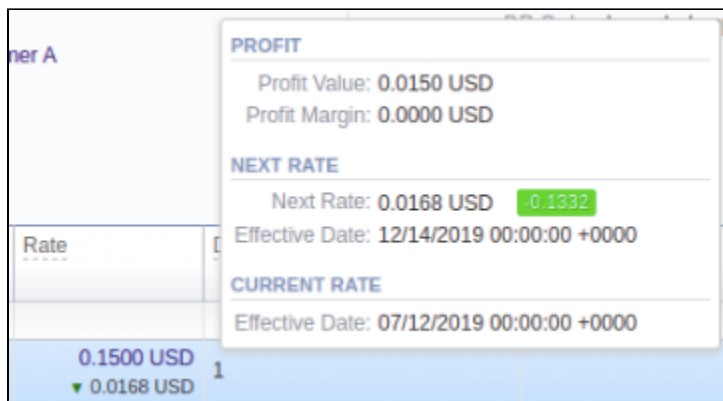 ner A
PROFIT
Profit Value: 0.0150 USD
Profit Margin: 0.0000 USD
NEXT RATE
Next Rate: 0.0168 USD -0.1332
Effective Date: 12/14/2019 00:00:00 +0000
CURRENT RATE
Effective Date: 07/12/2019 00:00:00 +0000
Rate
0.1500 USD
1
▼ 0.0168 USD